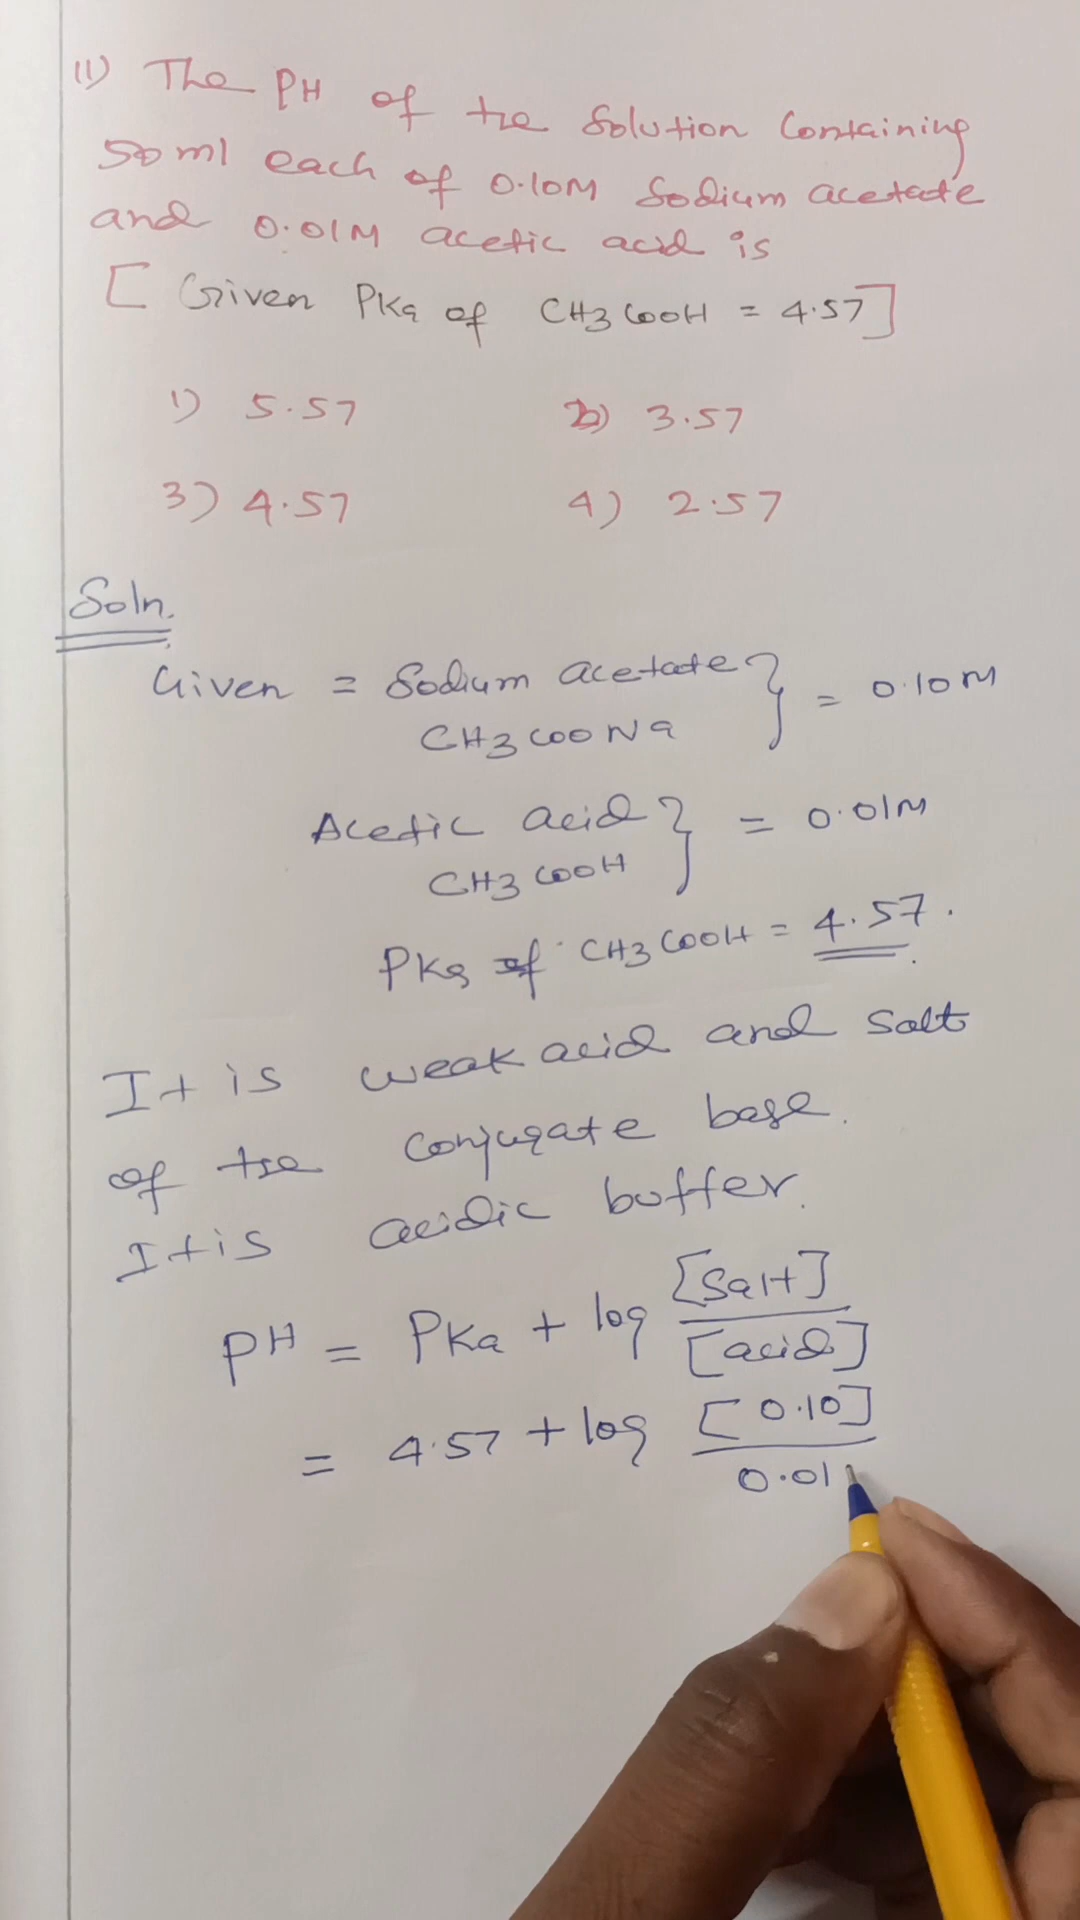 11) The PH of the Solution Containing
50 ml each of 0.10M Sodium acetate
and 0.01M acetic acid is
[Given PKa of CH3COOH = 4.57]
1) 5.57 2) 3.57
3) 4.57 4) 2.57
Soln.
Given = Sodium acetate } = 0.10M
CH3COONa
Acetic acid } = 0.01M
CH3COOH
PKa of CH3COOH = 4.57.
It is weak acid and salt
of the Conjugate base.
It is acidic buffer.
PH = PKa + log [Salt]
[acid]
= 4.57 + log [0.10]
0.01